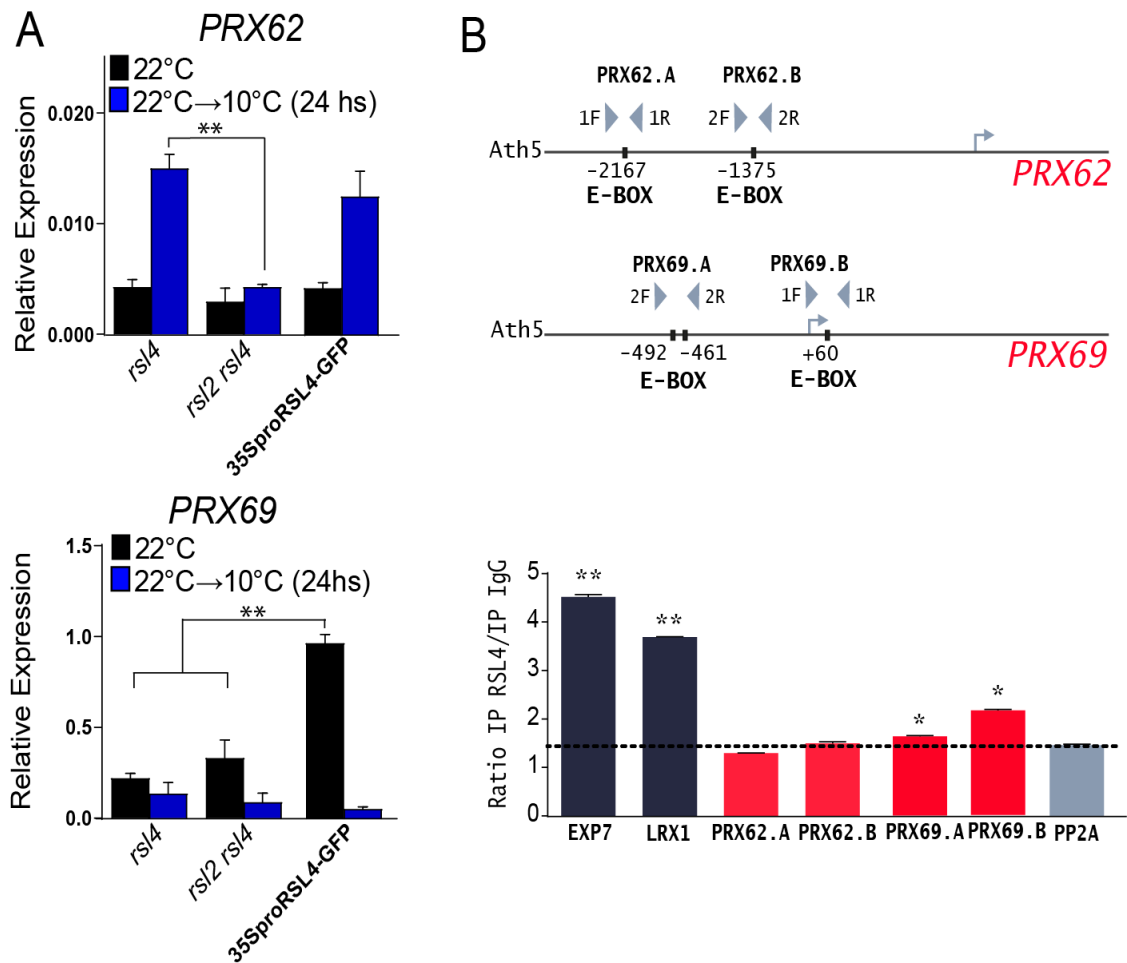 A
PRX62
22°C
22°C→10°C (24 hs)
**
Relative Expression
0.020
0.010
0.000
rsl4
rsl2 rsl4
35SproRSL4-GFP
PRX69
22°C
22°C→10°C (24hs)
**
Relative Expression
1.5
1.0
0.5
0.0
rsl4
rsl2 rsl4
35SproRSL4-GFP
B
PRX62.A PRX62.B
1F 1R 2F 2R
Ath5
-2167 -1375
E-BOX E-BOX
PRX62
PRX69.A PRX69.B
2F 2R 1F 1R
Ath5
-492 -461 +60
E-BOX E-BOX
PRX69
Ratio IP RSL4/IP IgG
5
4
3
2
1
0
** ** * *
EXP7 LRX1 PRX62.A PRX62.B PRX69.A PRX69.B PP2A